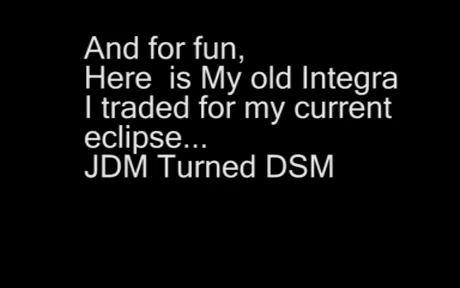 And for fun,
Here  is My old Integra
I traded for my current
eclipse...
JDM Turned DSM